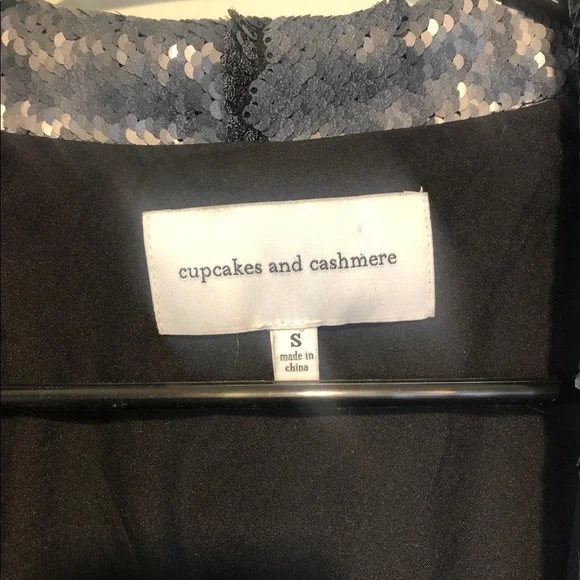 cupcakes and cashmere
S
made in
china